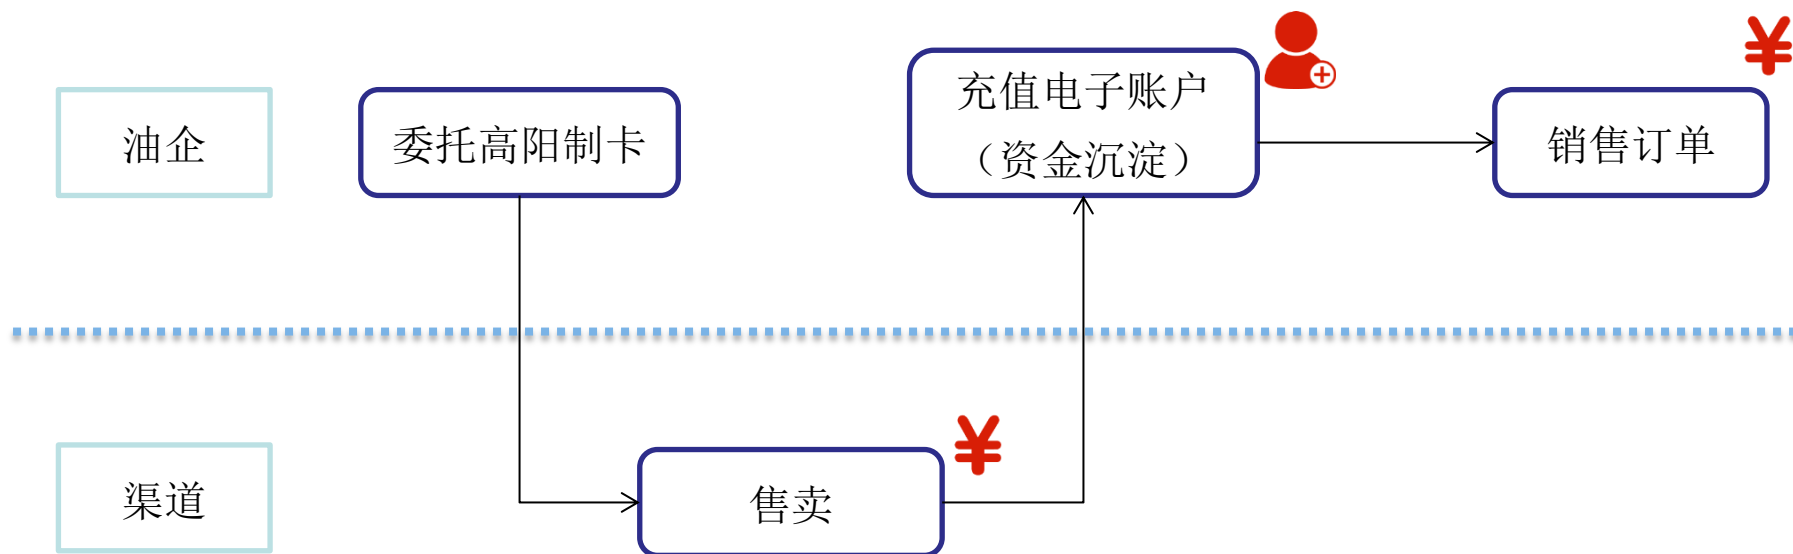 油企
委托高阳制卡
充值电子账户
（资金沉淀）
¥
销售订单
渠道
售卖
¥